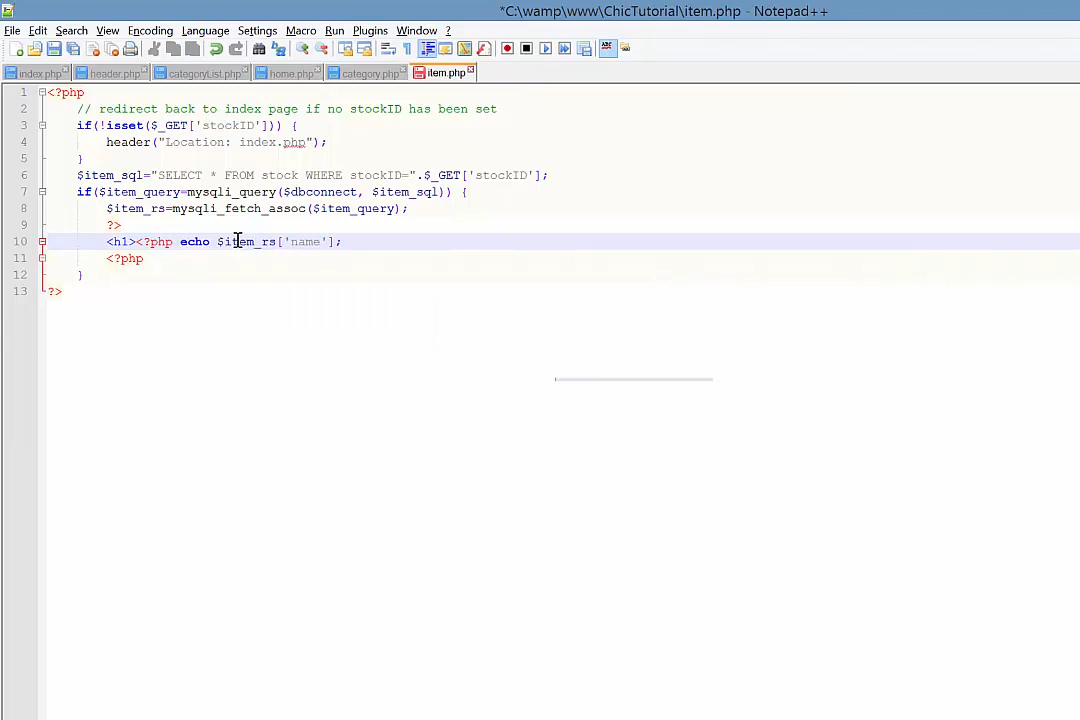 *C:\wamp\www\ChicTutorial\item.php - Notepad++
File Edit Search View Encoding Language Settings Macro Run Plugins Window ?
index.php header.php categoryList.php home.php category.php item.php
1 <?php
2 // redirect back to index page if no stockID has been set
3 if(!isset($_GET['stockID'])) {
4 header("Location: index.php");
5 }
6 $item_sql="SELECT * FROM stock WHERE stockID=".$_GET['stockID'];
7 if($item_query=mysqli_query($dbconnect, $item_sql)) {
8 $item_rs=mysqli_fetch_assoc($item_query);
9 ?>
10 <h1><?php echo $item_rs['name'];
11 <?php
12 }
13 ?>